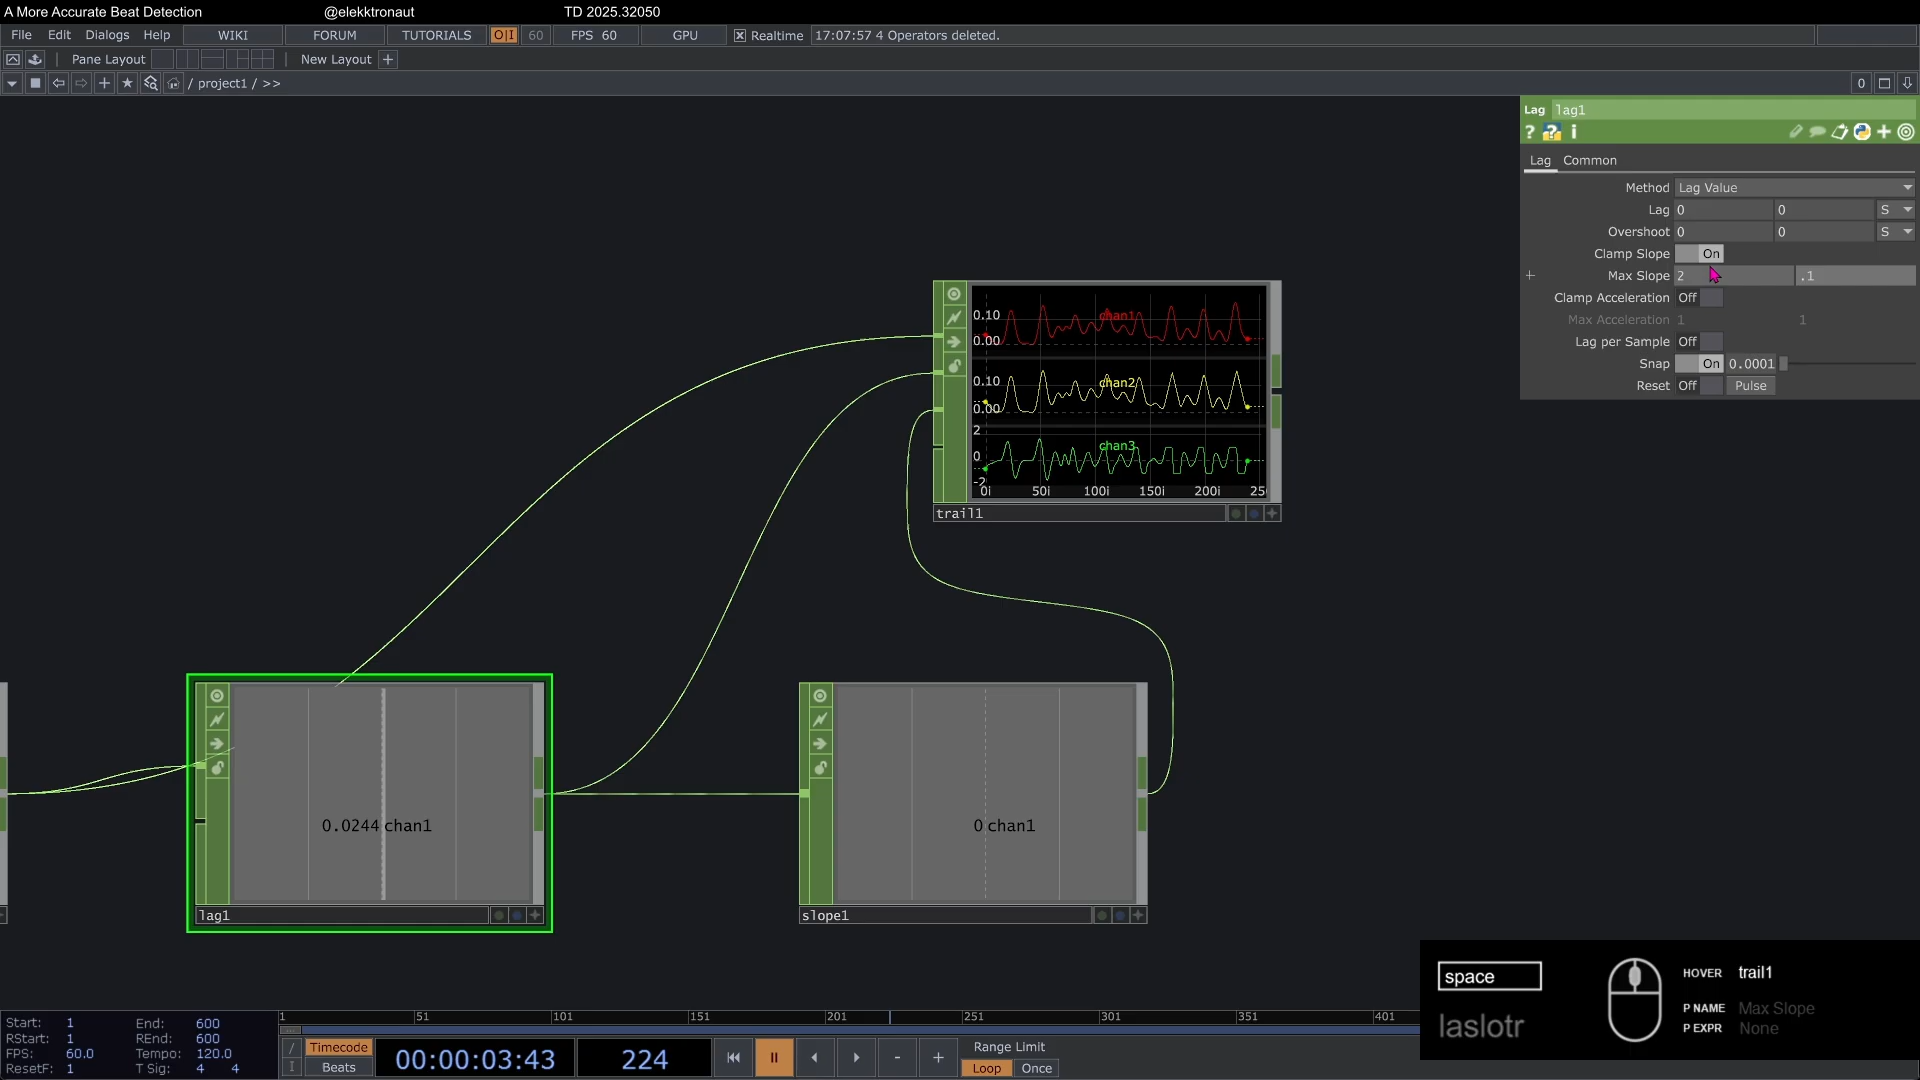 A More Accurate Beat Detection @elekktronaut TD 2025.32050
File Edit Dialogs Help WIKI FORUM TUTORIALS O|I 60 FPS 60 GPU Realtime 17:07:57 4 Operators deleted.
Pane Layout New Layout +
/ project1 / >> 0
Lag lag1
Lag Common
Method Lag Value
Lag 0 0 S
Overshoot 0 0 S
Clamp Slope On
Max Slope 2 .1
Clamp Acceleration Off
Max Acceleration 1 1
Lag per Sample Off
Snap On 0.0001
Reset Off Pulse
0.10
chan1
0.00
0.10
chan2
0.00
2
chan3
0
-2
0i 50i 100i 150i 200i 25
trail1
0.0244 chan1
lag1
0 chan1
slope1
space
laslotr
HOVER trail1
P NAME Max Slope
P EXPR None
1 51 101 151 201 251 301 351 401
Start: 1 End: 600
RStart: 1 REnd: 600
FPS: 60.0 Tempo: 120.0
ResetF: 1 T Sig: 4 4
Timecode
Beats
00:00:03:43
224
- +
Range Limit
Loop Once